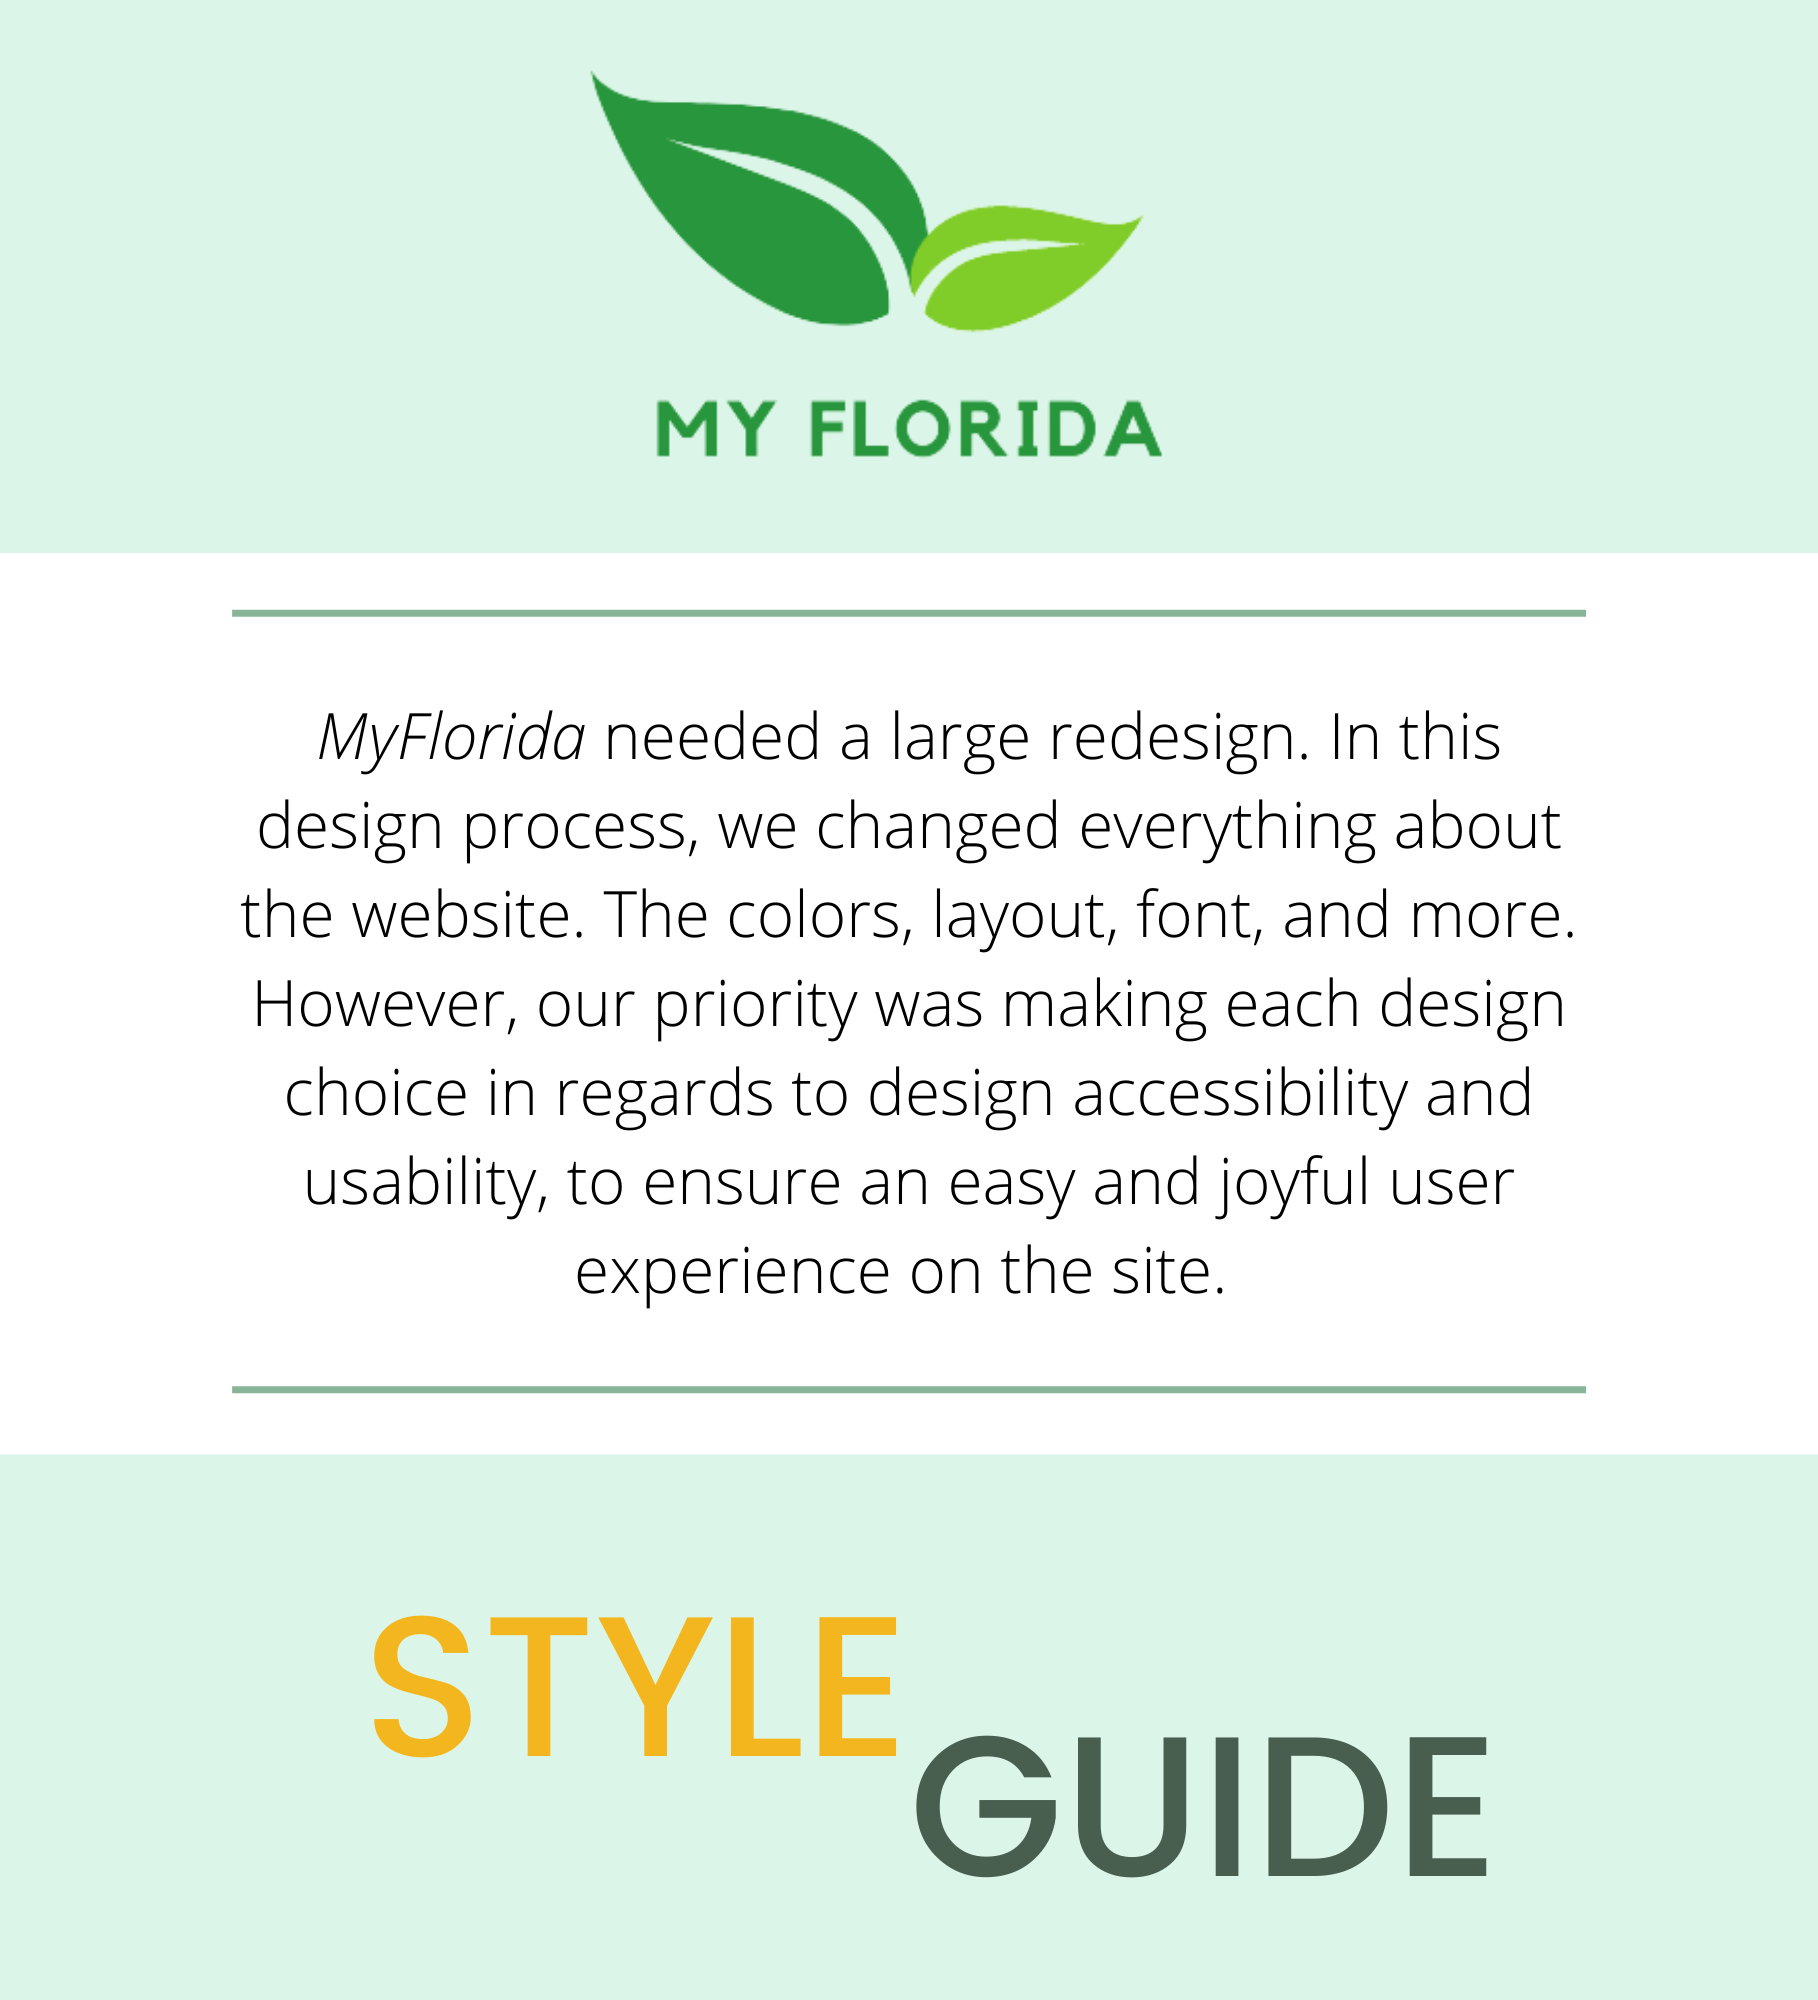 MY FLORIDA
MyFlorida needed a large redesign. In this
design process, we changed everything about
the website. The colors, layout, font, and more.
However, our priority was making each design
choice in regards to design accessibility and
usability, to ensure an easy and joyful user
experience on the site.
STYLE
GUIDE